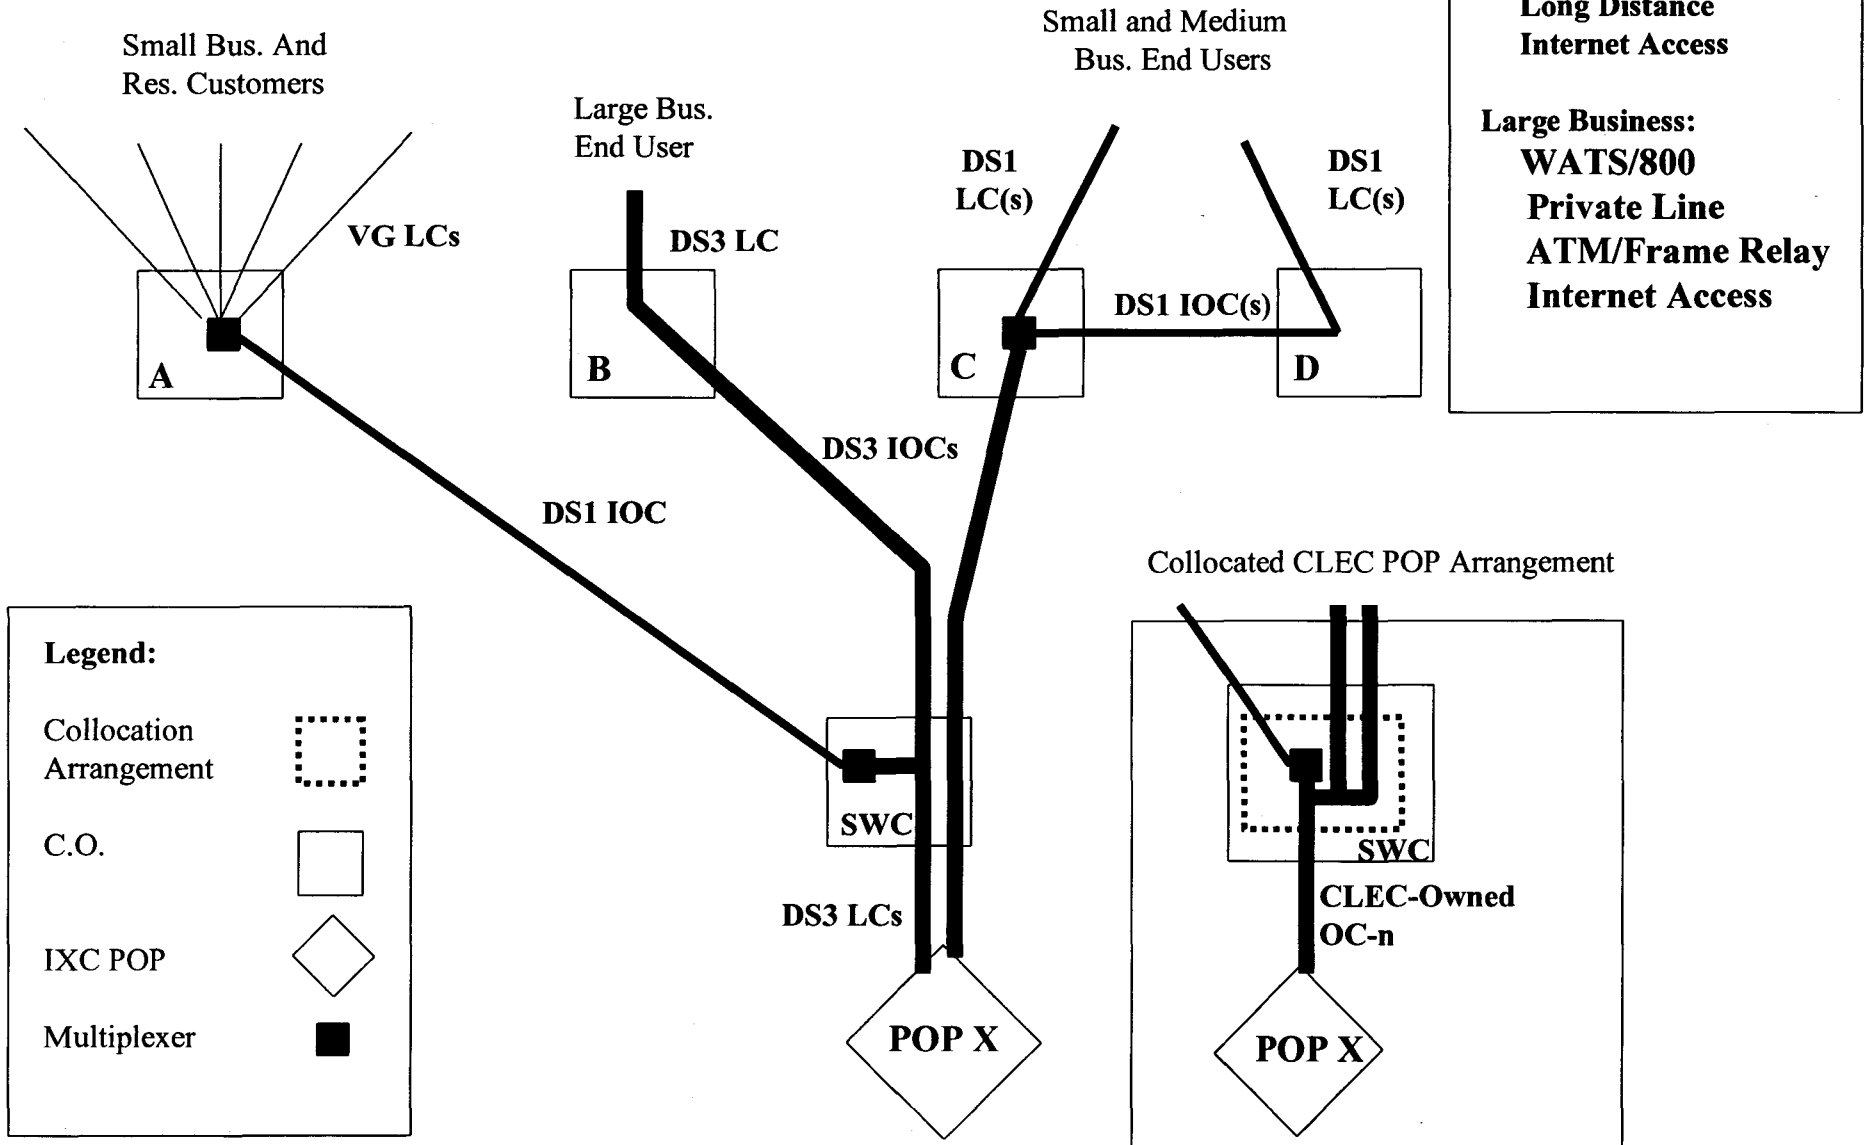 Small Bus. And
Res. Customers
Large Bus.
End User
Small and Medium
Bus. End Users
Long Distance
Internet Access
Large Business:
WATS/800
Private Line
ATM/Frame Relay
Internet Access
VG LCs
DS3 LC
DS1
LC(s)
DS1
LC(s)
DS1 IOC(s)
A
B
C
D
DS3 IOCs
DS1 IOC
SWC
DS3 LCs
POP X
Legend:
Collocation
Arrangement
C.O.
IXC POP
Multiplexer
Collocated CLEC POP Arrangement
SWC
CLEC-Owned
OC-n
POP X